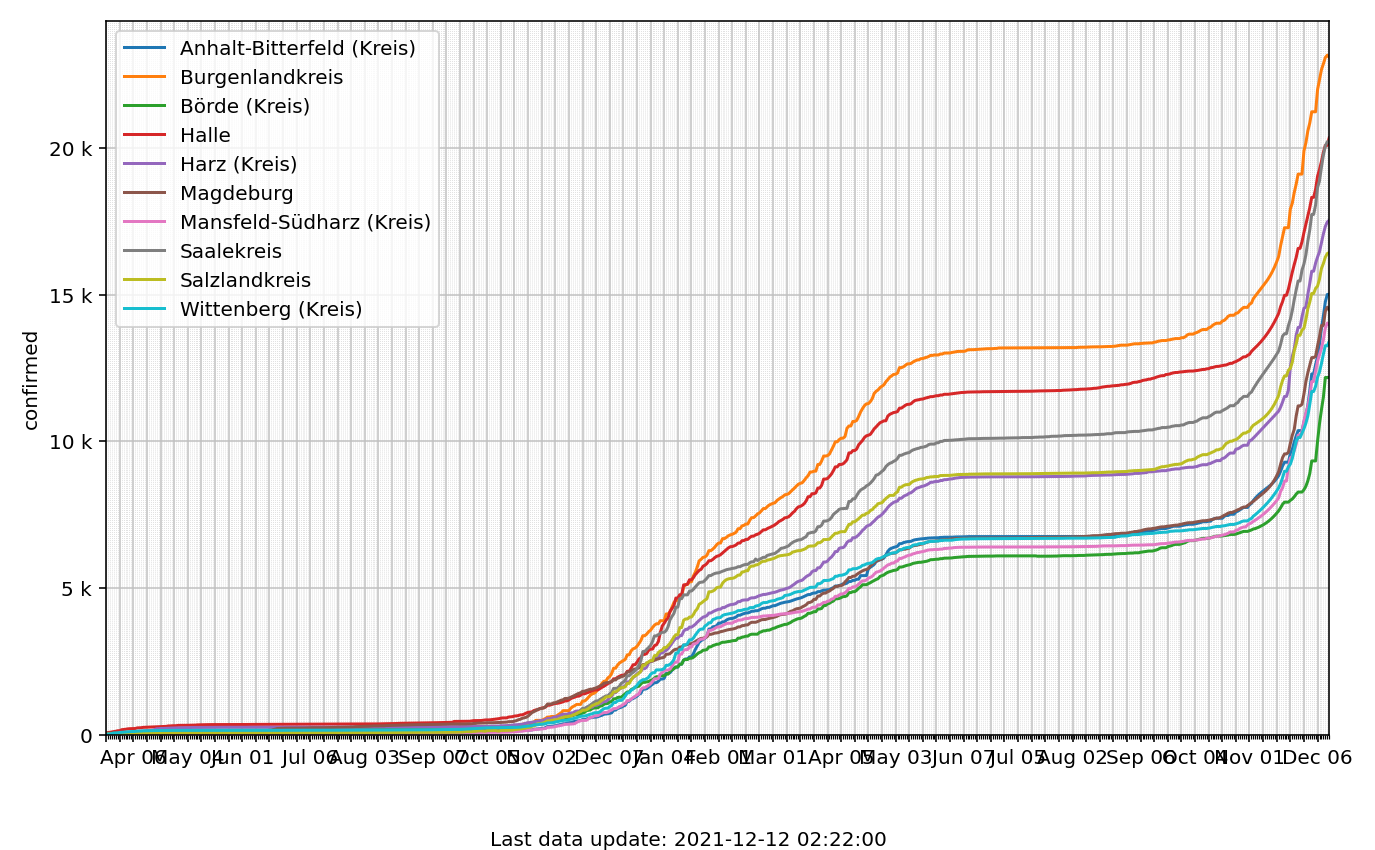 Anhalt-Bitterfeld (Kreis)
Burgenlandkreis
Börde (Kreis)
Halle
Harz (Kreis)
Magdeburg
Mansfeld-Südharz (Kreis)
Saalekreis
Salzlandkreis
Wittenberg (Kreis)
confirmed
20 k
15 k
10 k
5 k
0
Apr 06 May 04 Jun 01 Jul 06 Aug 03 Sep 07 Oct 05 Nov 02 Dec 07 Jan 04 Feb 01 Mar 01 Apr 05 May 03 Jun 07 Jul 05 Aug 02 Sep 06 Oct 04 Nov 01 Dec 06
Last data update: 2021-12-12 02:22:00